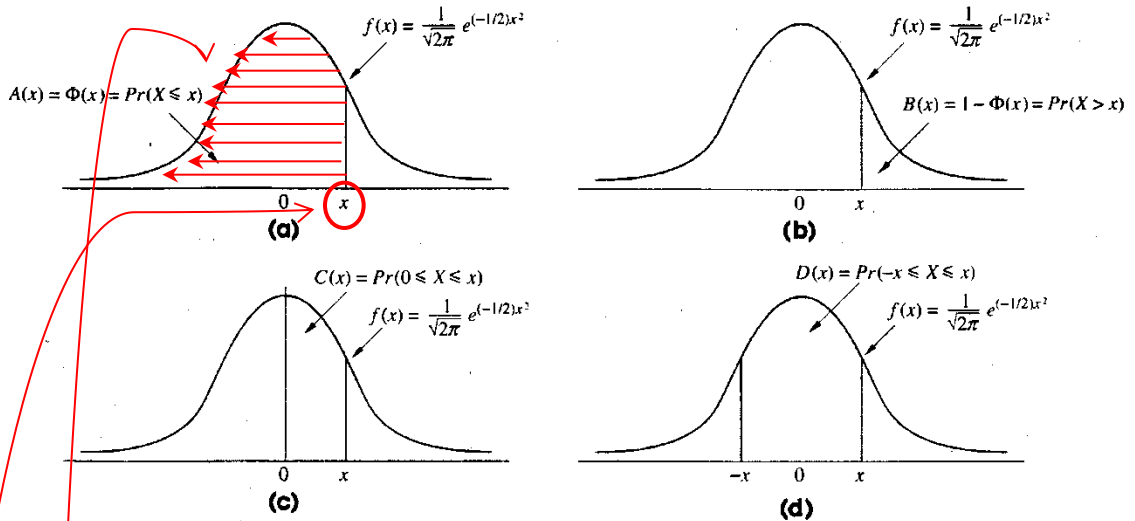 f(x) = 1/√2π e^(-1/2)x²
A(x) = Φ(x) = Pr(X ≤ x)
0 x
(a)
f(x) = 1/√2π e^(-1/2)x²
B(x) = 1 − Φ(x) = Pr(X > x)
0 x
(b)
C(x) = Pr(0 ≤ X ≤ x)
f(x) = 1/√2π e^(-1/2)x²
0 x
(c)
D(x) = Pr(−x ≤ X ≤ x)
f(x) = 1/√2π e^(-1/2)x²
−x 0 x
(d)